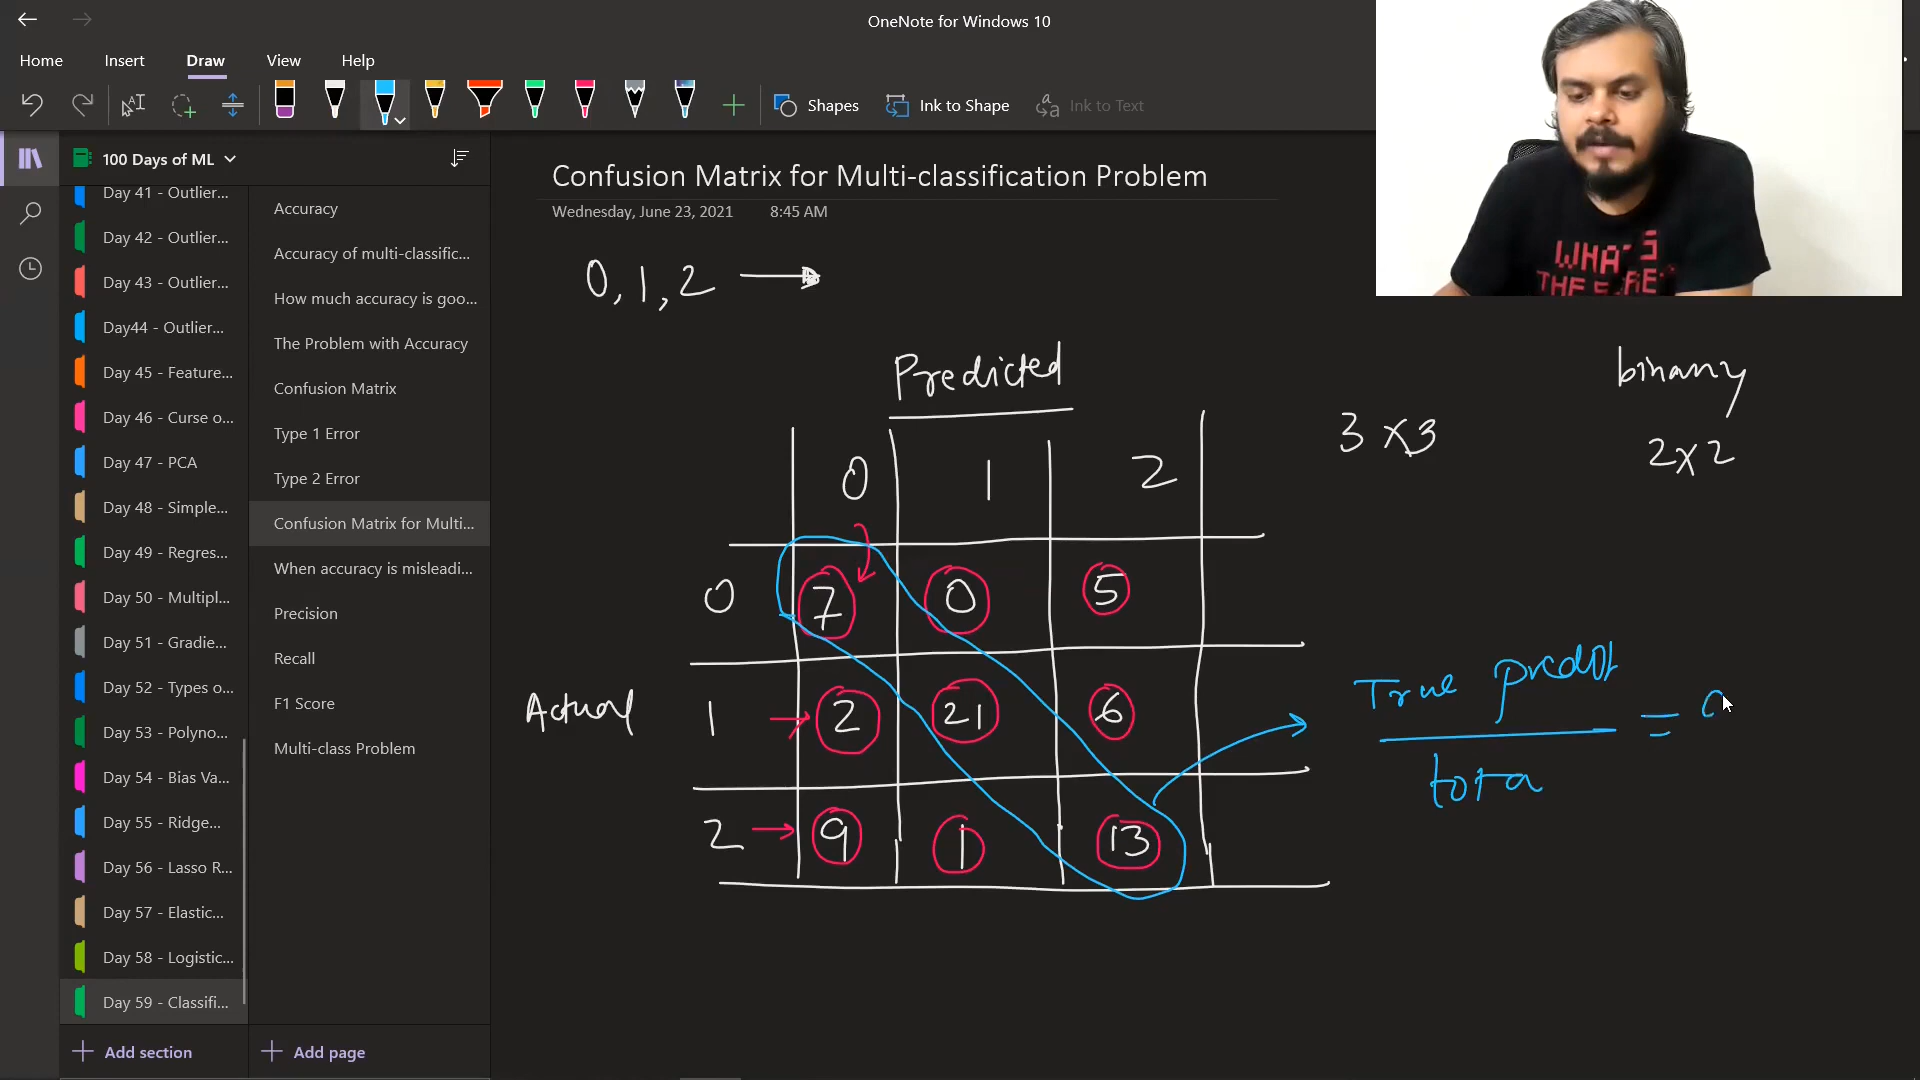 OneNote for Windows 10
Home Insert Draw View Help
Shapes Ink to Shape Ink to Text
100 Days of ML
Day 41 - Outlier...
Day 42 - Outlier...
Day 43 - Outlier...
Day44 - Outlier...
Day 45 - Feature...
Day 46 - Curse o...
Day 47 - PCA
Day 48 - Simple...
Day 49 - Regres...
Day 50 - Multipl...
Day 51 - Gradie...
Day 52 - Types o...
Day 53 - Polyno...
Day 54 - Bias Va...
Day 55 - Ridge...
Day 56 - Lasso R...
Day 57 - Elastic...
Day 58 - Logistic...
Day 59 - Classifi...
Add section
Accuracy
Accuracy of multi-classific...
How much accuracy is goo...
The Problem with Accuracy
Confusion Matrix
Type 1 Error
Type 2 Error
Confusion Matrix for Multi...
When accuracy is misleadi...
Precision
Recall
F1 Score
Multi-class Problem
Add page
Confusion Matrix for Multi-classification Problem
Wednesday, June 23, 2021 8:45 AM
0, 1, 2
Predicted
0 1 2
0 7 0 5
Actual 1 2 21 6
2 9 1 13
3 x 3
binary
2 x 2
True
=
tota
WHAT'S